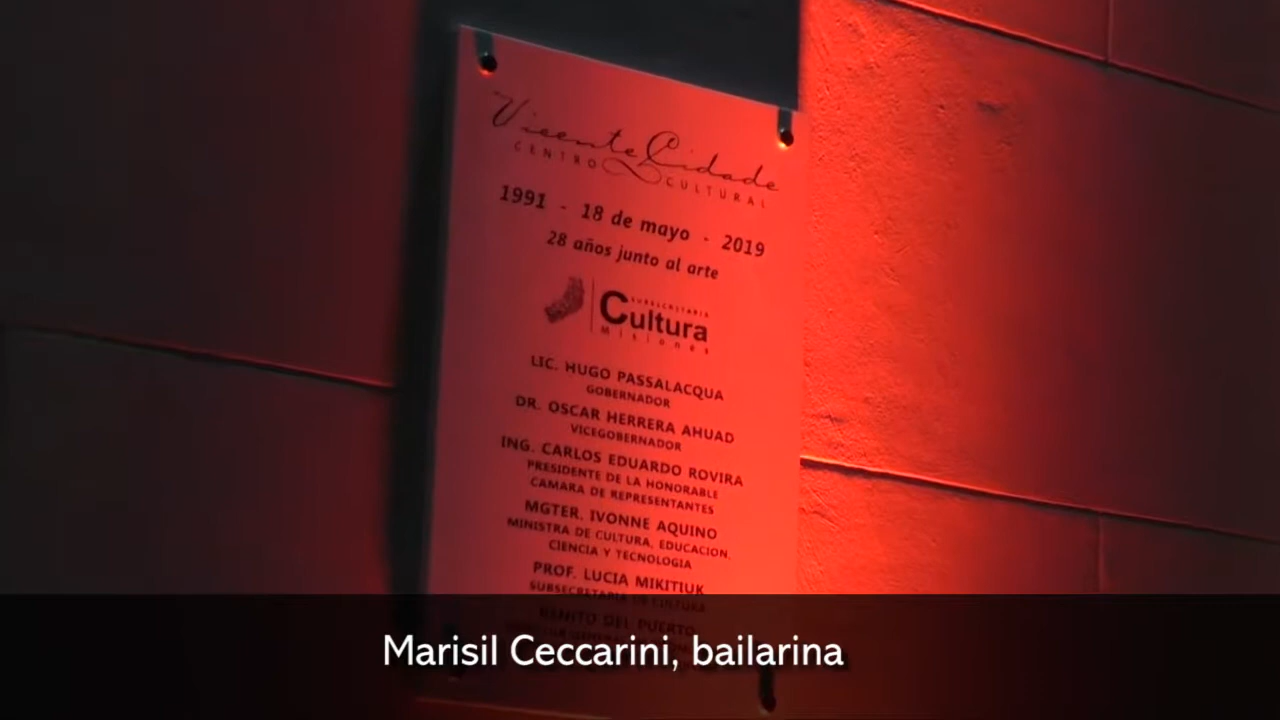 Vicente Cidade
CENTRO CULTURAL
1991 - 18 de mayo - 2019
28 años junto al arte
SUBSECRETARIA
Cultura
Misiones
LIC. HUGO PASSALACQUA
GOBERNADOR
DR. OSCAR HERRERA AHUAD
VICEGOBERNADOR
ING. CARLOS EDUARDO ROVIRA
PRESIDENTE DE LA HONORABLE
CAMARA DE REPRESENTANTES
MGTER. IVONNE AQUINO
MINISTRA DE CULTURA, EDUCACION,
CIENCIA Y TECNOLOGIA
PROF. LUCIA MIKITIUK
SUBSECRETARIA DE CULTURA
BENITO DEL PUERTO
Marisil Ceccarini, bailarina